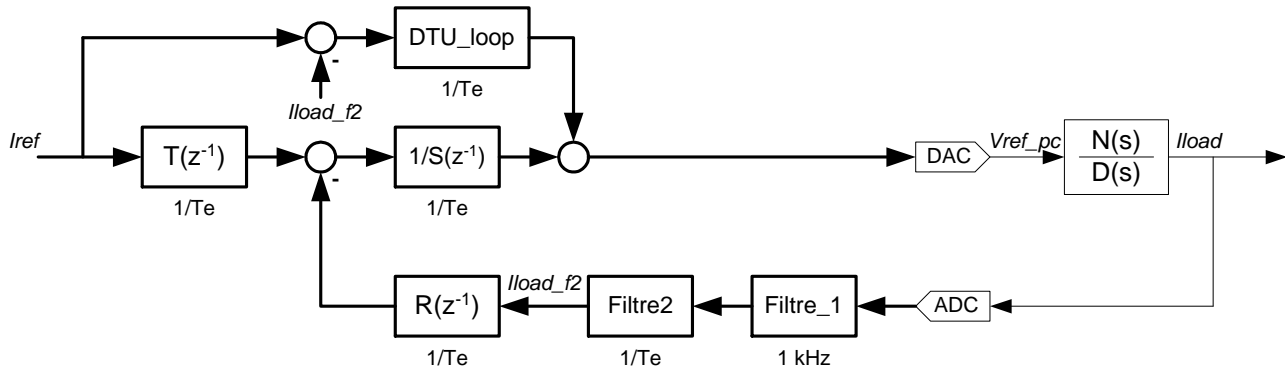 DTU_loop
-
1/Te
Iload_f2
Iref
T(z⁻¹)
1/S(z⁻¹)
DAC
Vref_pc
N(s)
D(s)
Iload
-
1/Te
1/Te
Iload_f2
R(z⁻¹)
Filtre2
Filtre_1
ADC
1/Te
1/Te
1 kHz